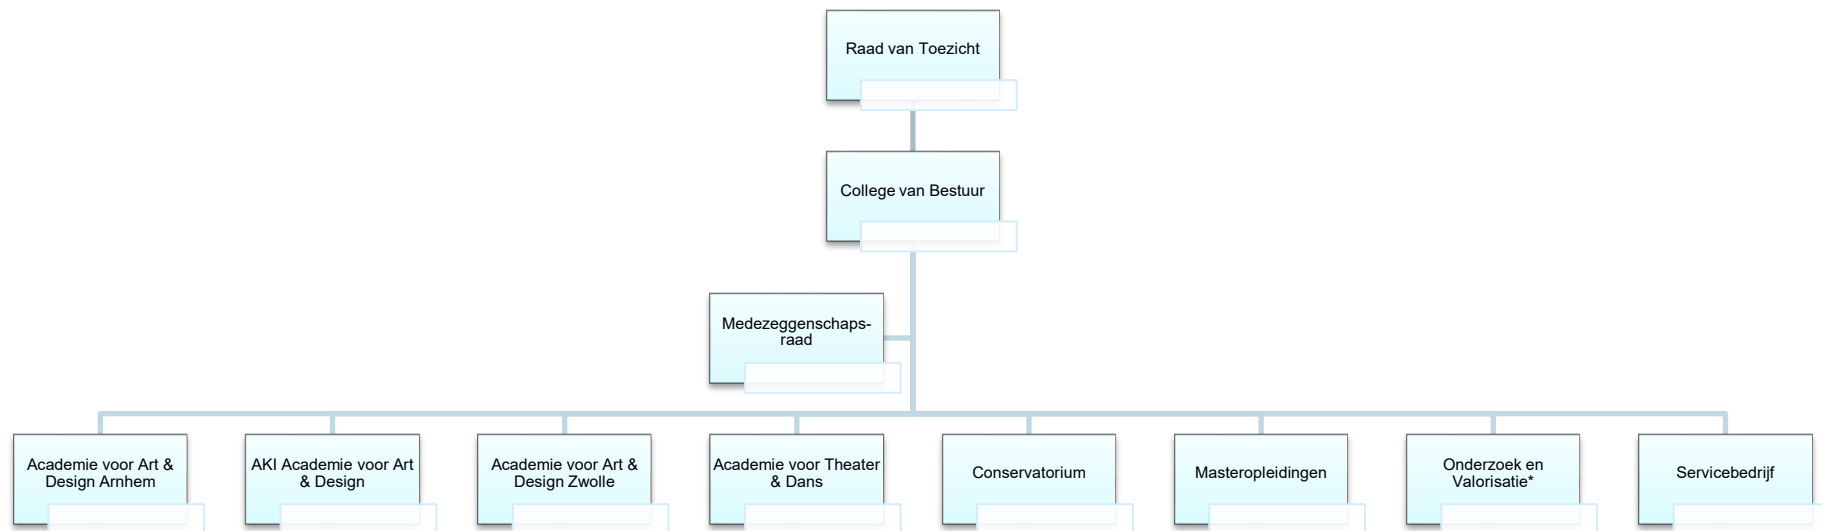 Raad van Toezicht
College van Bestuur
Medezeggenschaps-
raad
Academie voor Art &
Design Arnhem
AKI Academie voor Art
& Design
Academie voor Art &
Design Zwolle
Academie voor Theater
& Dans
Conservatorium
Masteropleidingen
Onderzoek en
Valorisatie*
Servicebedrijf